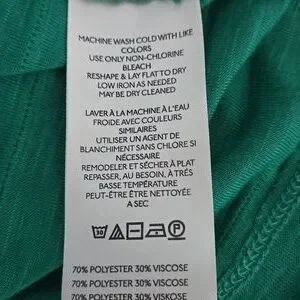 MACHINE WASH COLD WITH LIKE
COLORS
USE ONLY NON-CHLORINE
BLEACH
RESHAPE & LAY FLAT TO DRY
LOW IRON AS NEEDED
MAY BE DRY CLEANED
LAVER À LA MACHINE À L'EAU
FROIDE AVEC COULEURS
SIMILAIRES
UTILISER UN AGENT DE
BLANCHIMENT SANS CHLORE SI
NÉCESSAIRE
REMODELER ET SÉCHER À PLAT
REPASSER, AU BESOIN, À TRÈS
BASSE TEMPÉRATURE
PEUT-ÊTRE ÊTRE NETTOYÉE
A SEC
30 P
70% POLYESTER 30% VISCOSE
70% POLYESTER 30% VISCOSE
70% POLYESTER 30% VISKOSE